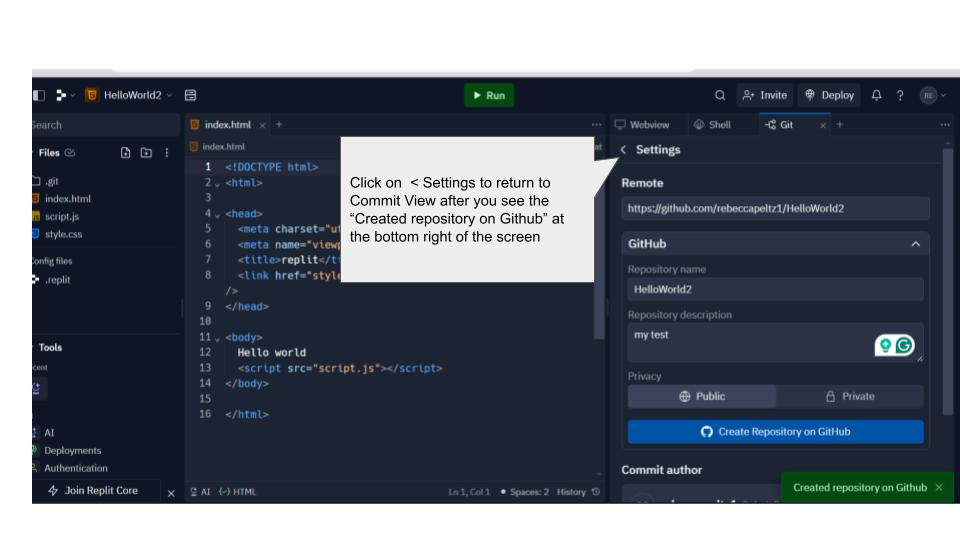 HelloWorld2
Run
Invite
Deploy
?
RE
Search
index.html × +
Webview
Shell
Git × +
Files
index.html
at
< Settings
.git
index.html
script.js
style.css
Config files
.replit
Tools
AI
Deployments
Authentication
Join Replit Core ×
1 <!DOCTYPE html>
2 <html>
3
4 <head>
5 <meta charset="ut
6 <meta name="viewp
7 <title>replit</ti
8 <link href="style
/>
9 </head>
10
11 <body>
12 Hello world
13 <script src="script.js"></script>
14 </body>
15
16 </html>
AI HTML
Ln 1, Col 1 • Spaces: 2 History
Click on < Settings to return to
Commit View after you see the
“Created repository on Github” at
the bottom right of the screen
Remote
https://github.com/rebeccapeltz1/HelloWorld2
GitHub
Repository name
HelloWorld2
Repository description
my test
Privacy
Public
Private
Create Repository on GitHub
Commit author
Created repository on Github ×